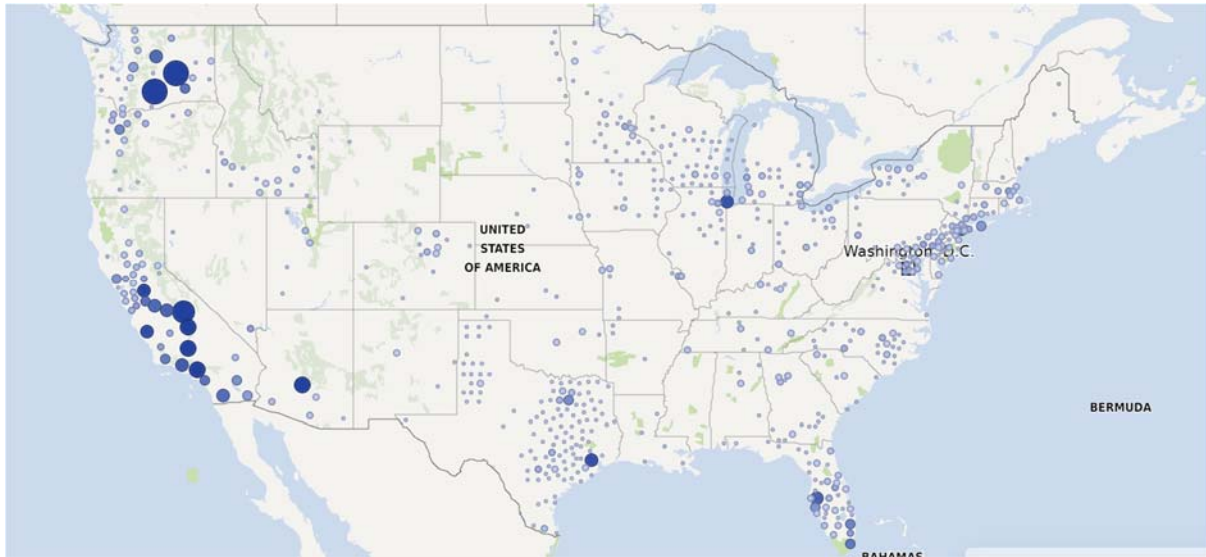 UNITED
STATES
OF AMERICA
Washington, D.C.
BERMUDA
BAHAMAS